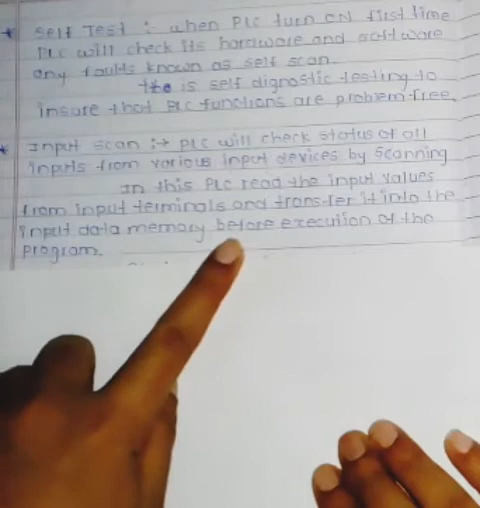 * Self Test : when PLC turn ON first time
PLC will check its hardware and software
any faults known as self scan.
the is self dignostic testing to
insure that PLC functions are problem-free.
* Input scan :→ PLC will check status of all
inputs from various input devices by scanning
In this PLC read the input values
from input terminals and transfer it into the
input data memory before execution of the
program.